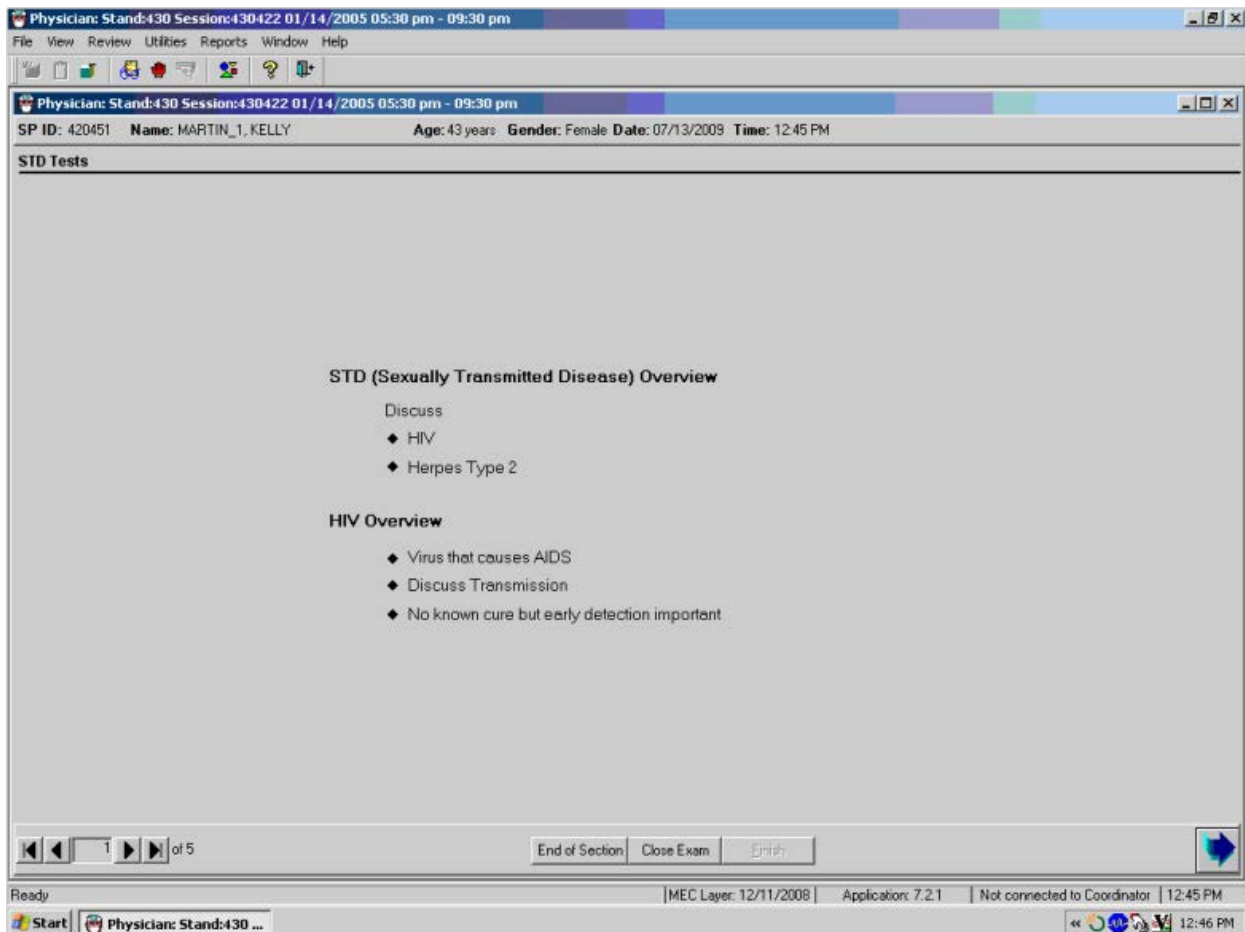 Physician: Stand:430 Session:430422 01/14/2005 05:30 pm - 09:30 pm
File View Review Utilities Reports Window Help
Physician: Stand:430 Session:430422 01/14/2005 05:30 pm - 09:30 pm
SP ID: 420451 Name: MARTIN_1, KELLY Age: 43 years Gender: Female Date: 07/13/2009 Time: 12:45 PM
STD Tests
STD (Sexually Transmitted Disease) Overview
Discuss
◆ HIV
◆ Herpes Type 2
HIV Overview
◆ Virus that causes AIDS
◆ Discuss Transmission
◆ No known cure but early detection important
1 of 5 End of Section Close Exam Finish
Ready MEC Layer: 12/11/2008 Application: 7.2.1 Not connected to Coordinator 12:45 PM
Start Physician: Stand:430 ... 12:46 PM